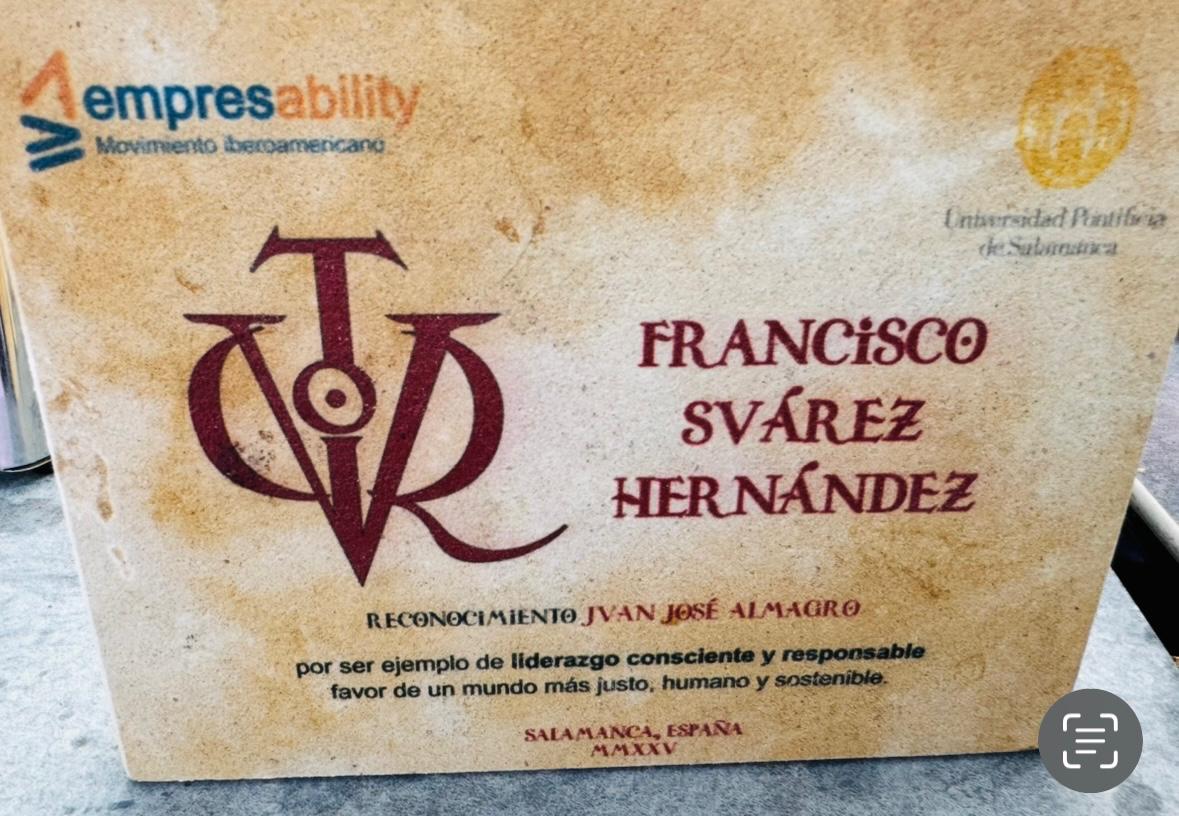 empresability
Movimiento iberoamericano
Universidad Pontificia
de Salamanca
VICTOR
FRANCISCO
SVÁREZ
HERNÁNDEZ
RECONOCIMIENTO JVAN JOSÉ ALMAGRO
por ser ejemplo de liderazgo consciente y responsable
favor de un mundo más justo, humano y sostenible.
SALAMANCA, ESPAÑA
MMXXV